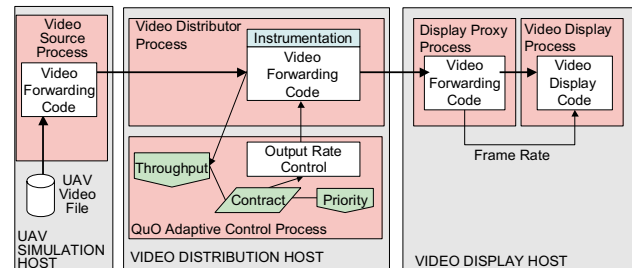 Video
Source
Process
Video
Forwarding
Code
UAV
Video
File
UAV
SIMULATION
HOST
Video Distributor
Process
Instrumentation
Video
Forwarding
Code
Throughput
Output Rate
Control
Contract
Priority
QuO Adaptive Control Process
VIDEO DISTRIBUTION HOST
Display Proxy
Process
Video
Forwarding
Code
Video Display
Process
Video
Display
Code
Frame Rate
VIDEO DISPLAY HOST